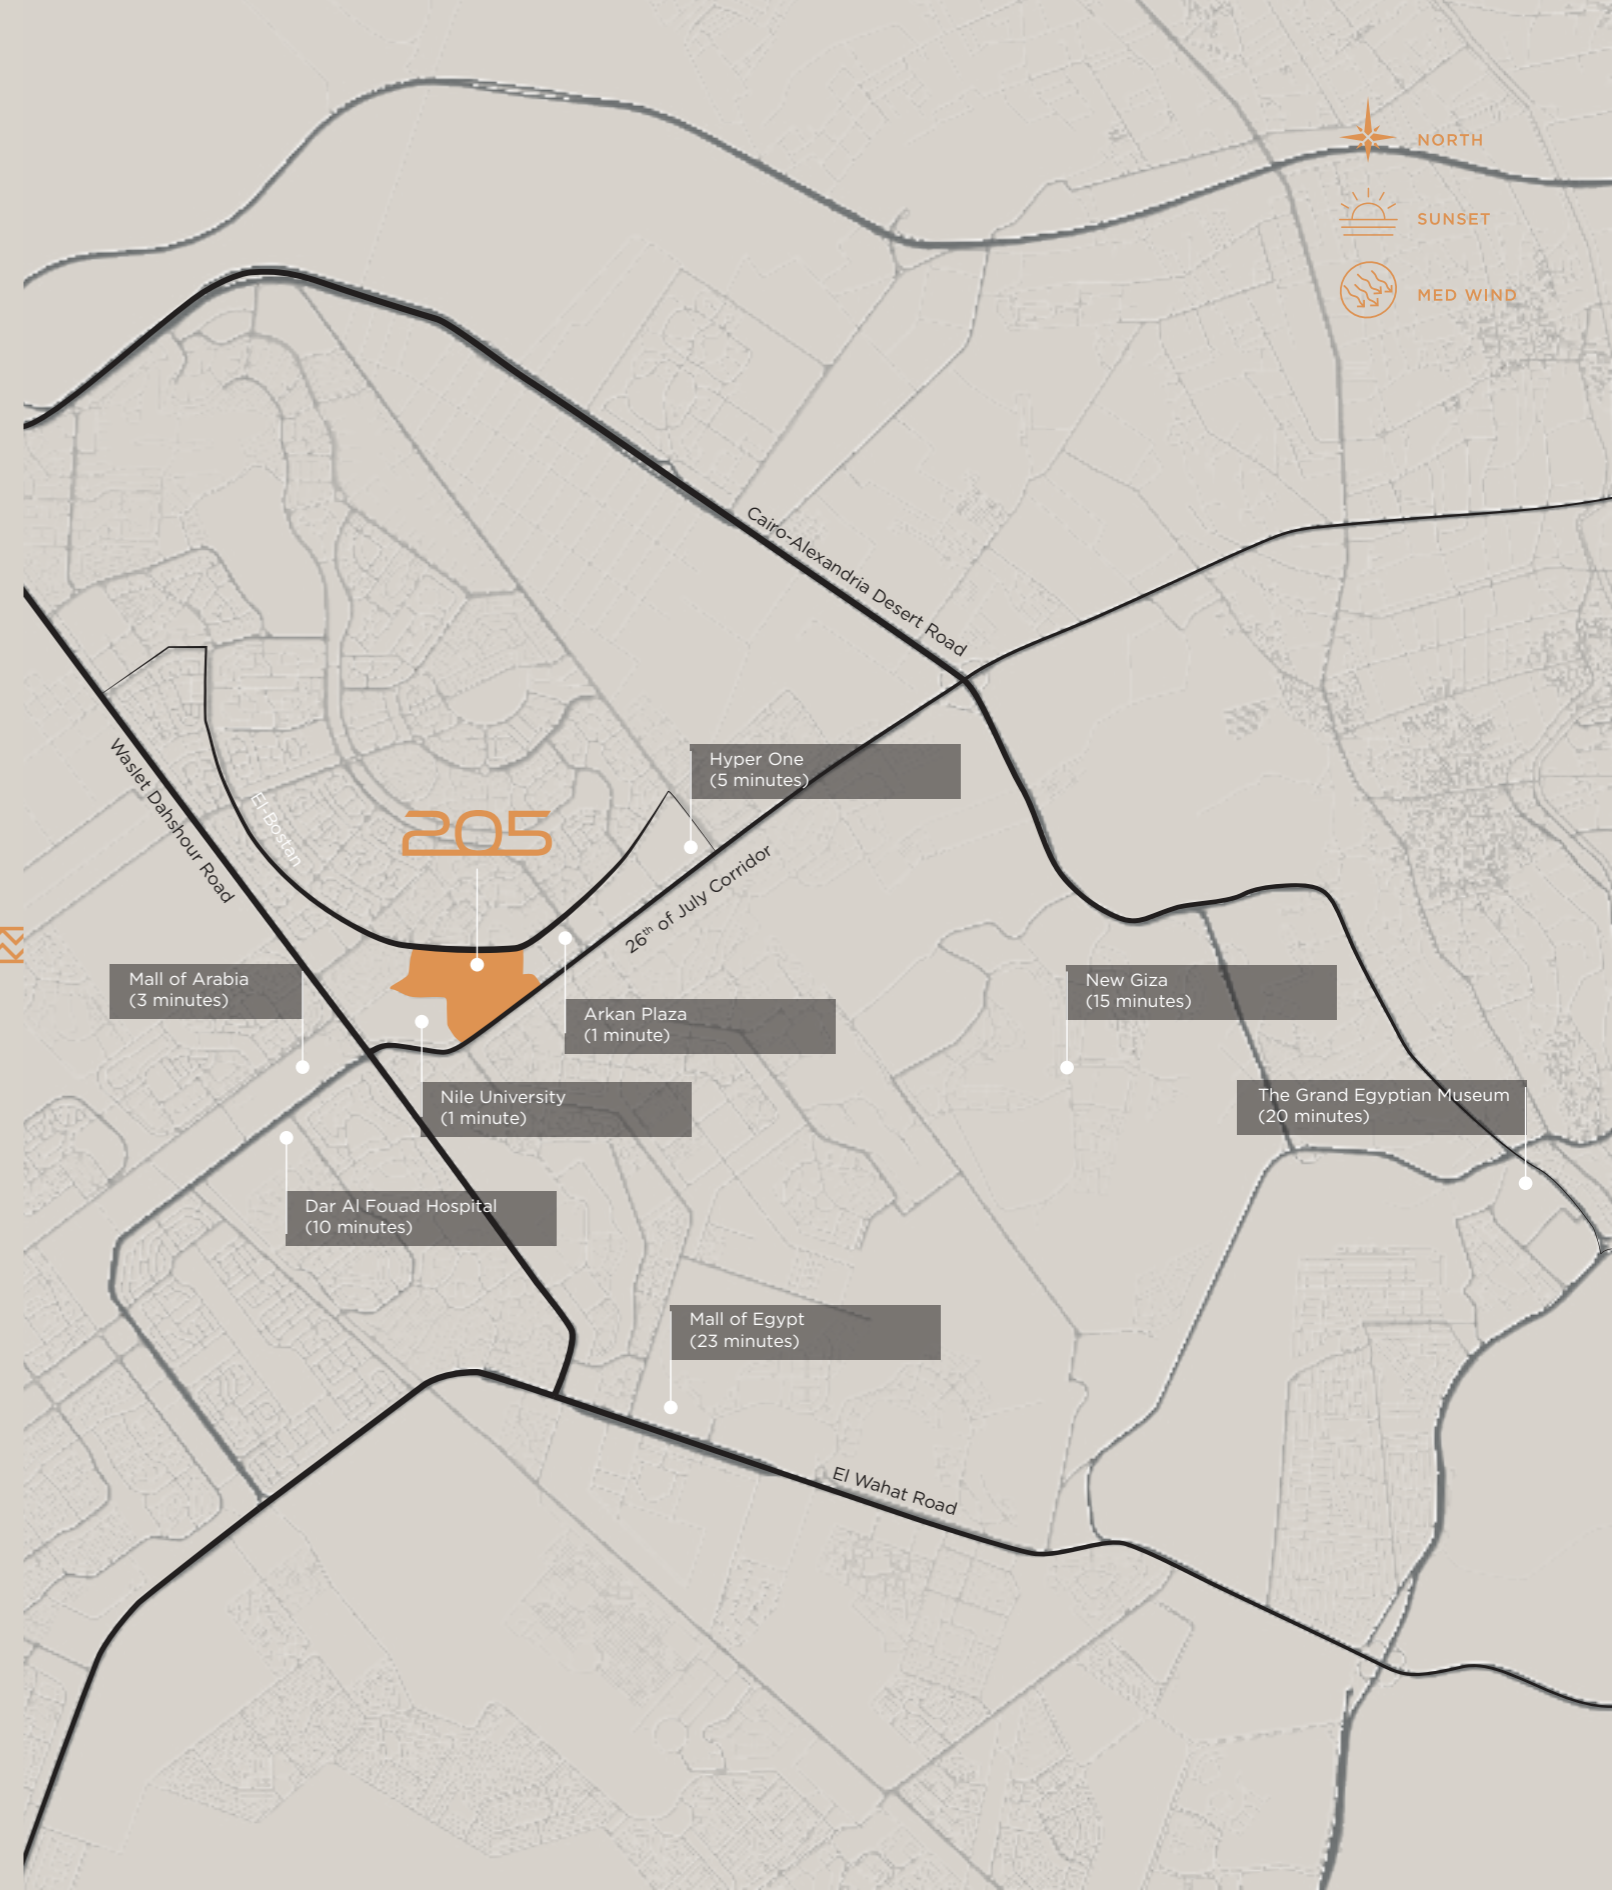 NORTH
SUNSET
MED WIND
Cairo-Alexandria Desert Road
Waslet Dahshour Road
El-Bostan
205
Hyper One
(5 minutes)
26th of July Corridor
Mall of Arabia
(3 minutes)
Arkan Plaza
(1 minute)
New Giza
(15 minutes)
Nile University
(1 minute)
The Grand Egyptian Museum
(20 minutes)
Dar Al Fouad Hospital
(10 minutes)
Mall of Egypt
(23 minutes)
El Wahat Road